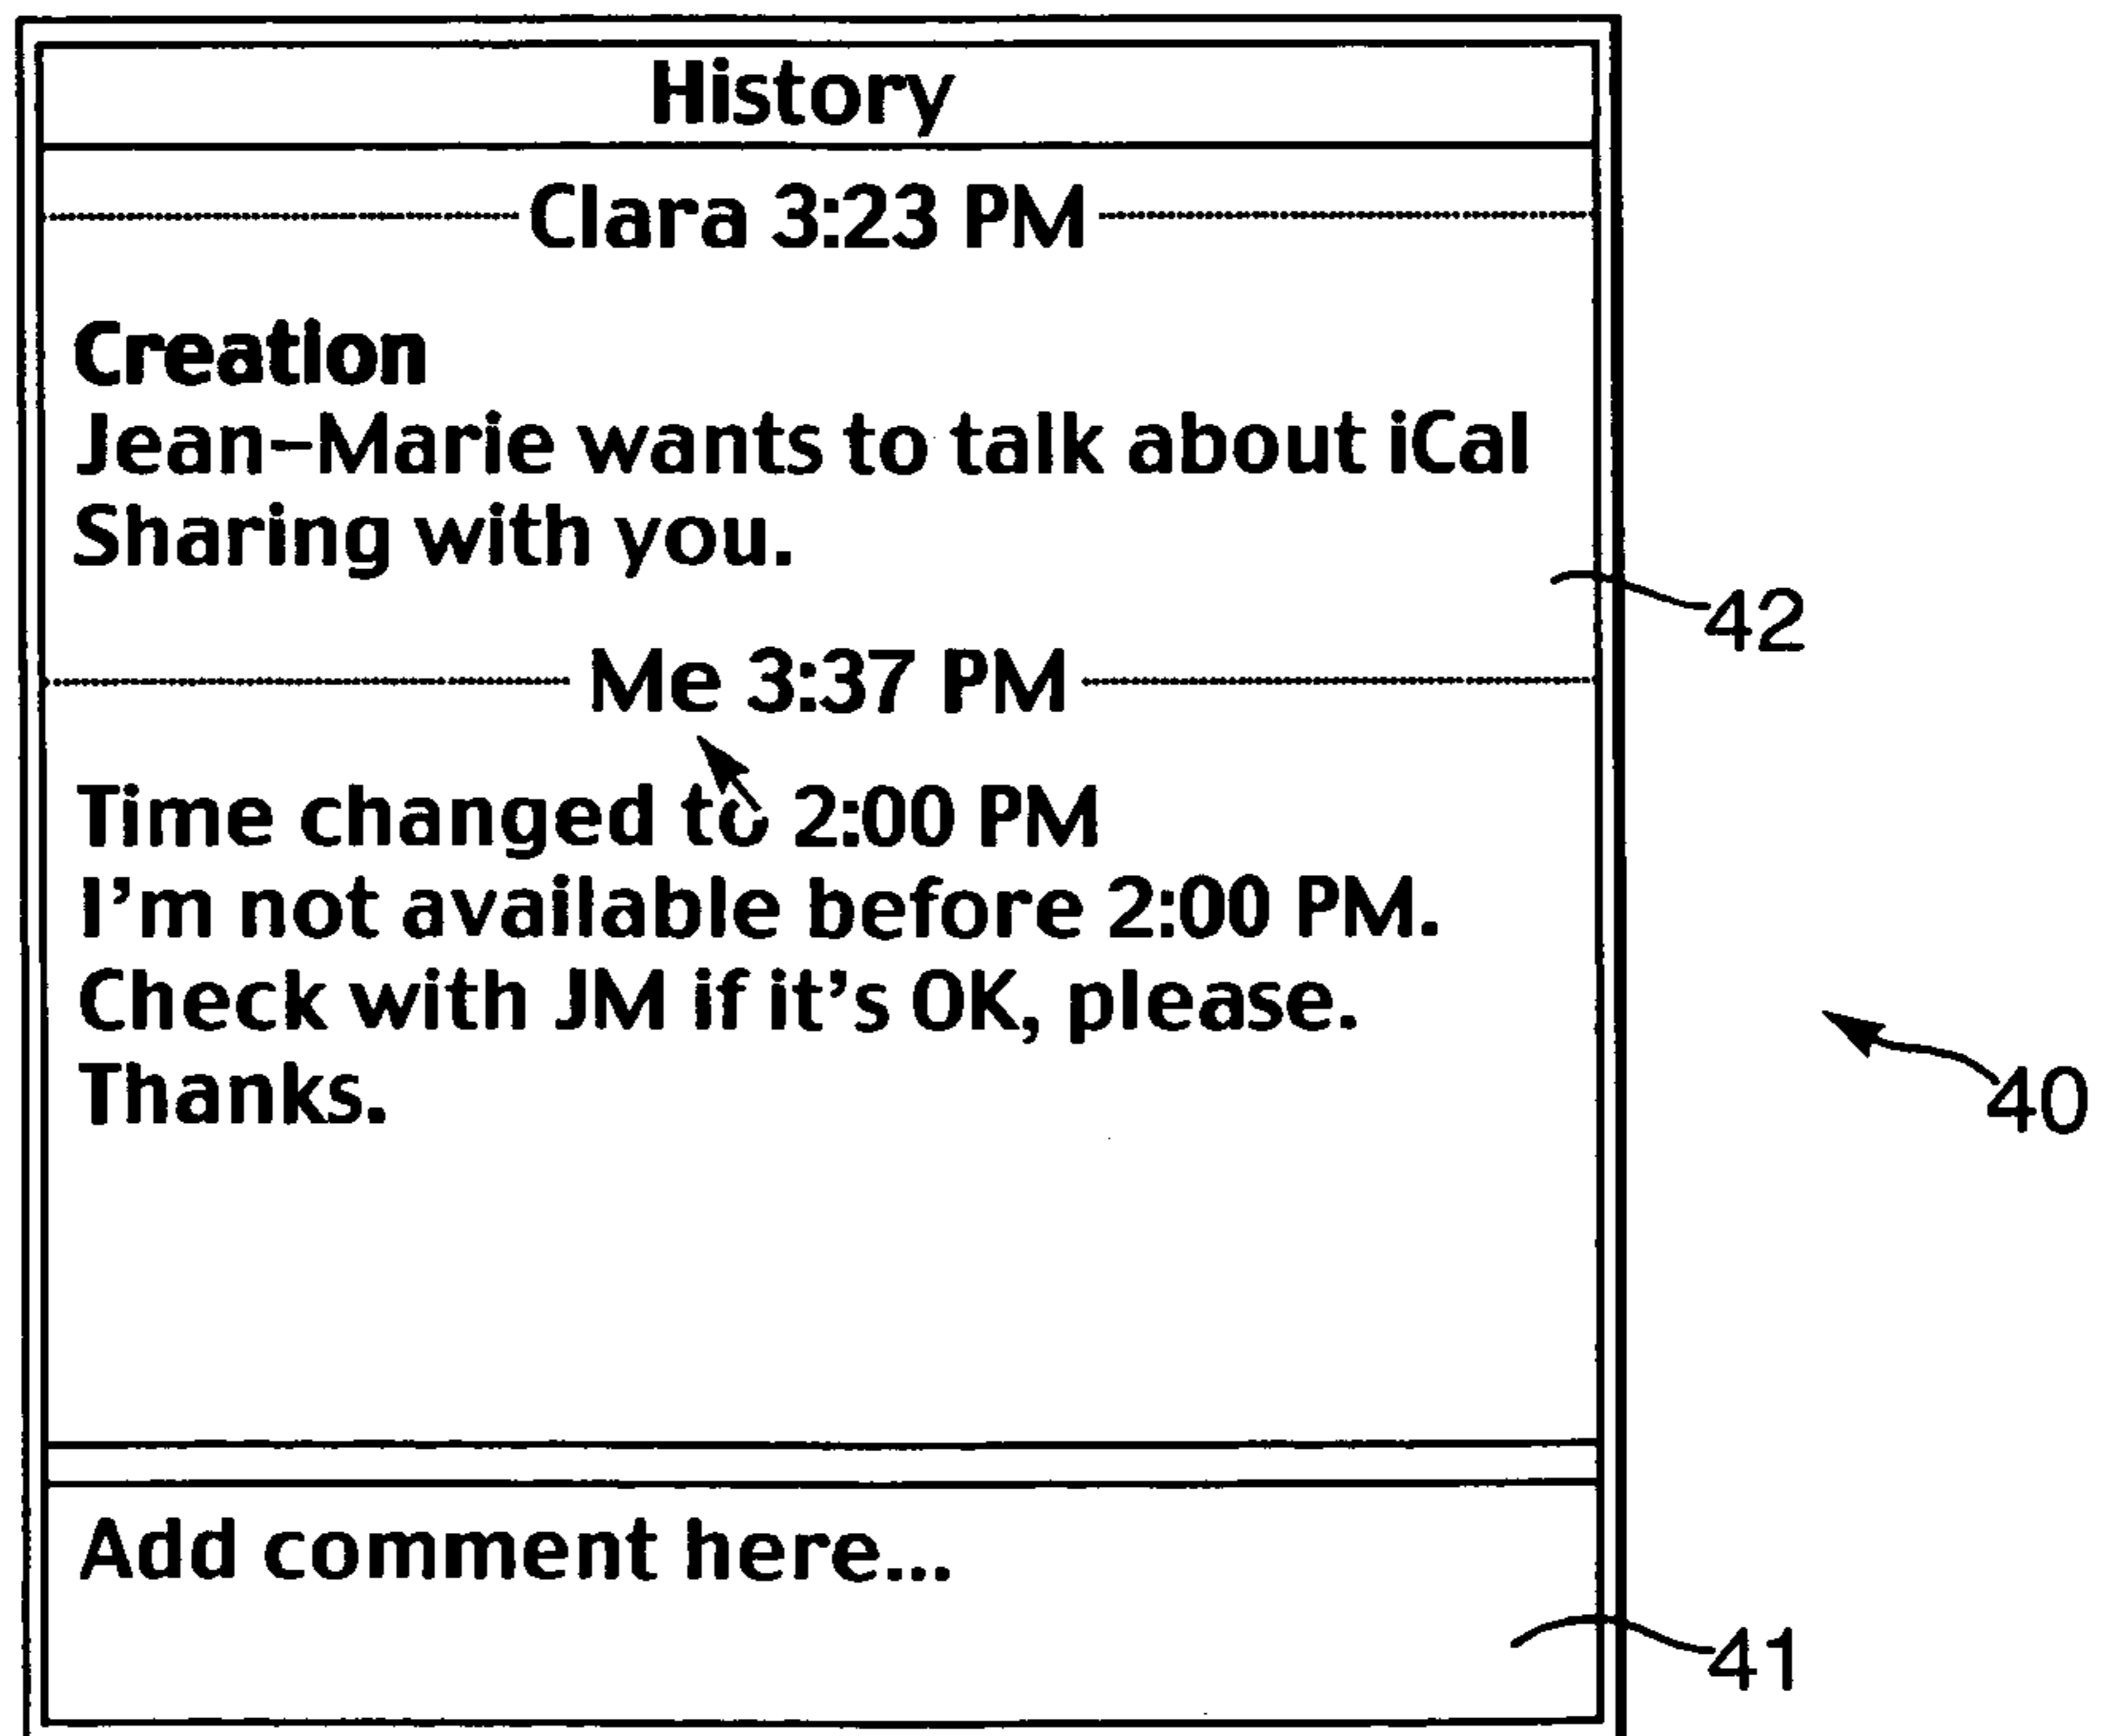 History
Clara 3:23 PM
Creation
Jean-Marie wants to talk about iCal
Sharing with you.
42
Me 3:37 PM
Time changed to 2:00 PM
I'm not available before 2:00 PM.
Check with JM if it's OK, please.
Thanks.
40
Add comment here...
41